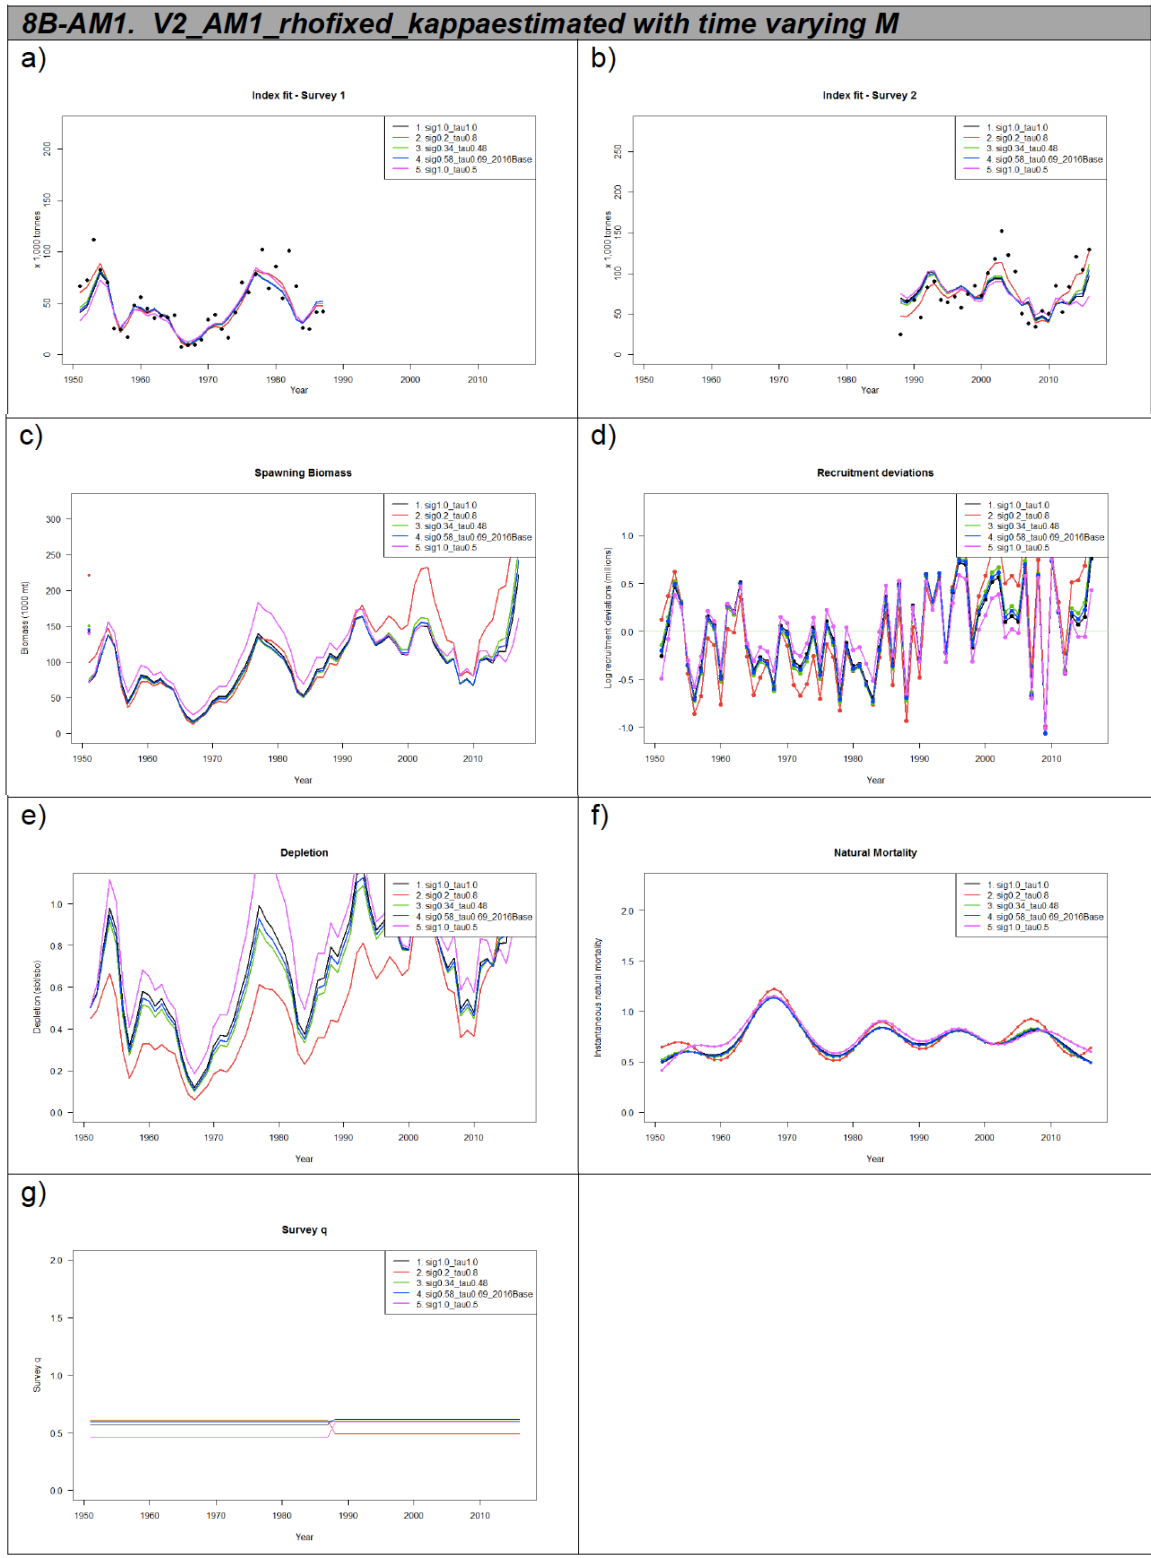 8B-AM1. V2_AM1_rhofixed_kappaestimated with time varying M
a)
Index fit - Survey 1
1. sig1.0_tau1.0
2. sig0.2_tau0.8
3. sig0.34_tau0.48
4. sig0.58_tau0.69_2016Base
5. sig1.0_tau0.5
x 1,000 tonnes
200
150
100
50
0
1950 1960 1970 1980 1990 2000 2010
Year
b)
Index fit - Survey 2
1. sig1.0_tau1.0
2. sig0.2_tau0.8
3. sig0.34_tau0.48
4. sig0.58_tau0.69_2016Base
5. sig1.0_tau0.5
x 1,000 tonnes
250
200
150
100
50
0
1950 1960 1970 1980 1990 2000 2010
Year
c)
Spawning Biomass
1. sig1.0_tau1.0
2. sig0.2_tau0.8
3. sig0.34_tau0.48
4. sig0.58_tau0.69_2016Base
5. sig1.0_tau0.5
Biomass (1000 mt)
300
250
200
150
100
50
0
1950 1960 1970 1980 1990 2000 2010
Year
d)
Recruitment deviations
1. sig1.0_tau1.0
2. sig0.2_tau0.8
3. sig0.34_tau0.48
4. sig0.58_tau0.69_2016Base
5. sig1.0_tau0.5
Log recruitment deviations (millions)
1.0
0.5
0.0
-0.5
-1.0
1950 1960 1970 1980 1990 2000 2010
Year
e)
Depletion
1. sig1.0_tau1.0
2. sig0.2_tau0.8
3. sig0.34_tau0.48
4. sig0.58_tau0.69_2016Base
5. sig1.0_tau0.5
Depletion (sbt/sbo)
1.0
0.8
0.6
0.4
0.2
0.0
1950 1960 1970 1980 1990 2000 2010
Year
f)
Natural Mortality
1. sig1.0_tau1.0
2. sig0.2_tau0.8
3. sig0.34_tau0.48
4. sig0.58_tau0.69_2016Base
5. sig1.0_tau0.5
Instantaneous natural mortality
2.0
1.5
1.0
0.5
0.0
1950 1960 1970 1980 1990 2000 2010
Year
g)
Survey q
1. sig1.0_tau1.0
2. sig0.2_tau0.8
3. sig0.34_tau0.48
4. sig0.58_tau0.69_2016Base
5. sig1.0_tau0.5
Survey q
2.0
1.5
1.0
0.5
0.0
1950 1960 1970 1980 1990 2000 2010
Year